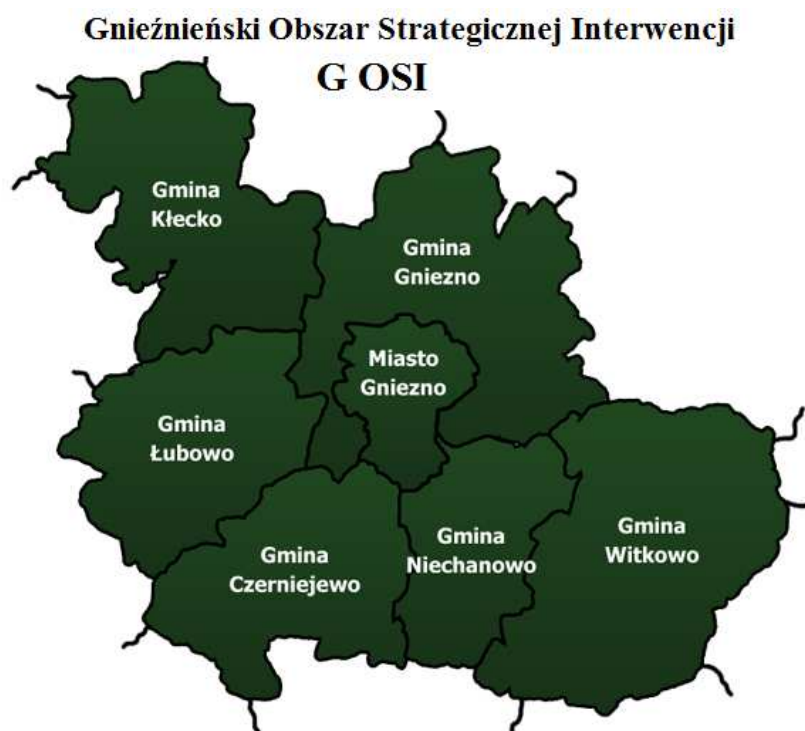 Gnieźnieński Obszar Strategicznej Interwencji
G OSI
Gmina
Kłecko
Gmina
Gniezno
Miasto
Gniezno
Gmina
Łubowo
Gmina
Czerniejewo
Gmina
Niechanowo
Gmina
Witkowo